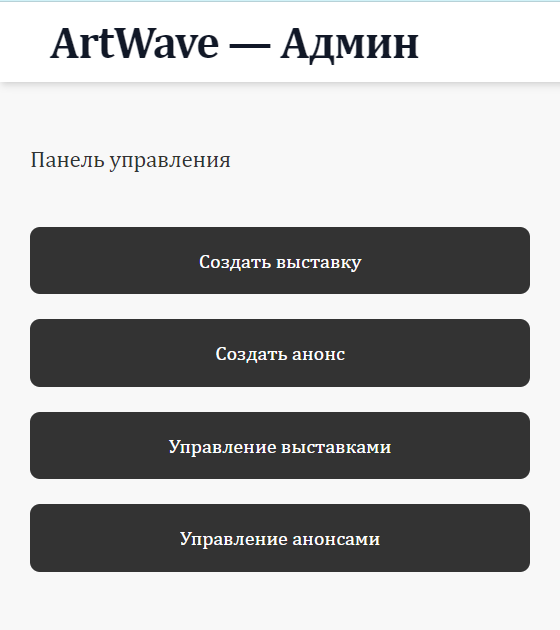 ArtWave — Админ
Панель управления
Создать выставку
Создать анонс
Управление выставками
Управление анонсами